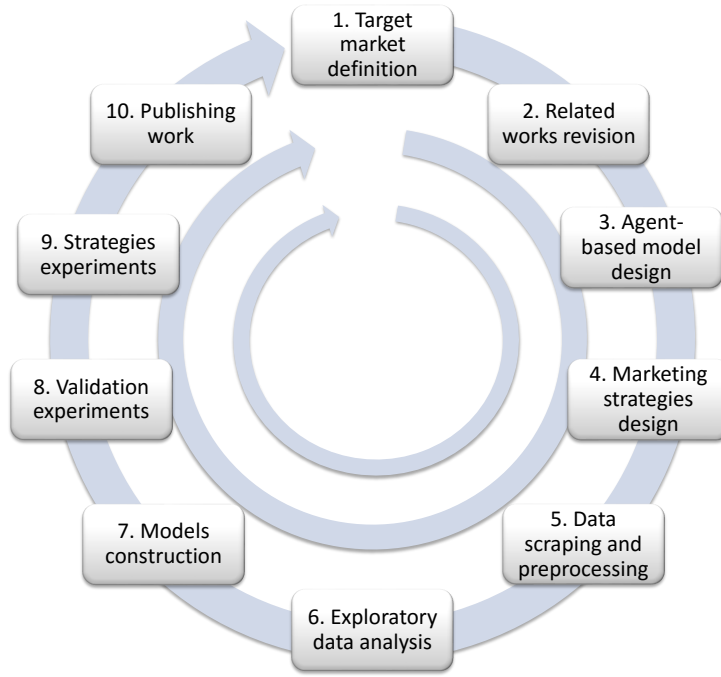 1. Target
market
definition
2. Related
works revision
3. Agent-
based model
design
4. Marketing
strategies
design
5. Data
scraping and
preprocessing
6. Exploratory
data analysis
7. Models
construction
8. Validation
experiments
9. Strategies
experiments
10. Publishing
work